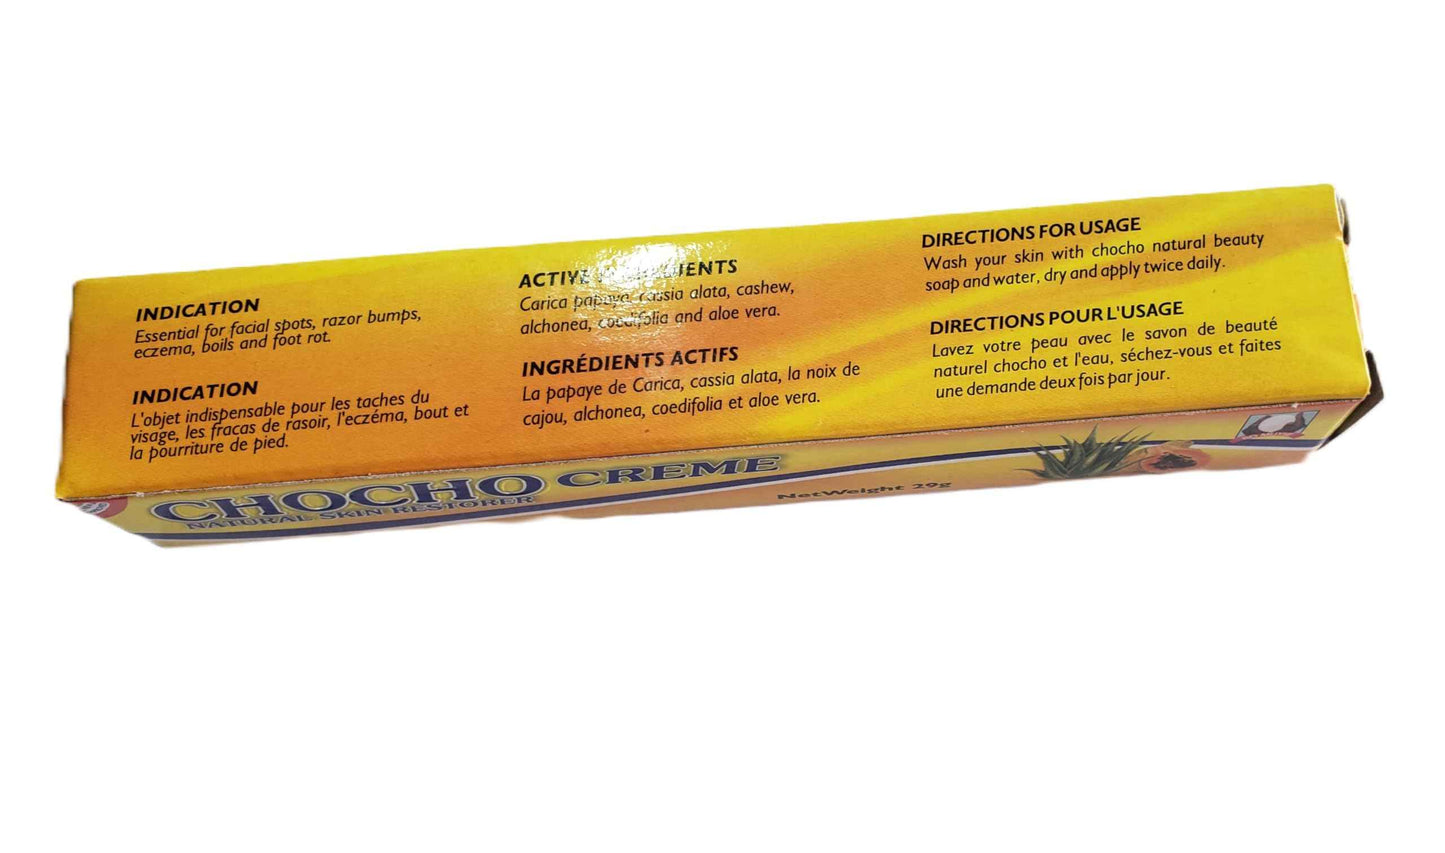 INDICATION
Essential for facial spots, razor bumps,
eczema, boils and foot rot.
INDICATION
L'objet indispensable pour les taches du
visage, les fracas de rasoir, l'eczéma, bout et
la pourriture de pied.
ACTIVE
Carica papaya, cassia alata, cashew,
alchonea, coedifolia and aloe vera.
INGRÉDIENTS ACTIFS
La papaye de Carica, cassia alata, la noix de
cajou, alchonea, coedifolia et aloe vera.
DIRECTIONS FOR USAGE
Wash your skin with chocho natural beauty
soap and water, dry and apply twice daily.
DIRECTIONS POUR L'USAGE
Lavez votre peau avec le savon de beauté
naturel chocho et l'eau, séchez-vous et faites
une demande deux fois par jour.
CHOCHO CREME
NATURAL SKIN RESTORER
NetWeight 29g